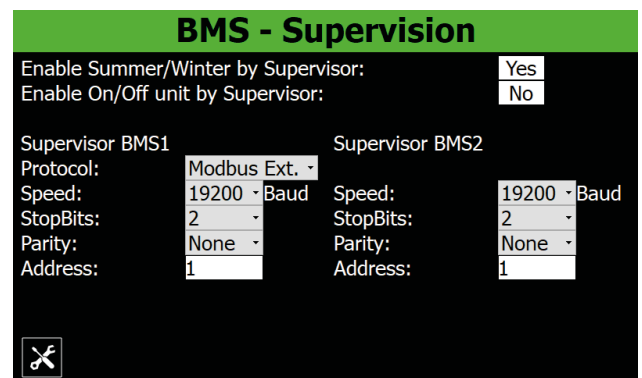 BMS - Supervision
Enable Summer/Winter by Supervisor: Yes
Enable On/Off unit by Supervisor: No
Supervisor BMS1 Supervisor BMS2
Protocol: Modbus Ext.
Speed: 19200 Baud Speed: 19200 Baud
StopBits: 2 StopBits: 2
Parity: None Parity: None
Address: 1 Address: 1